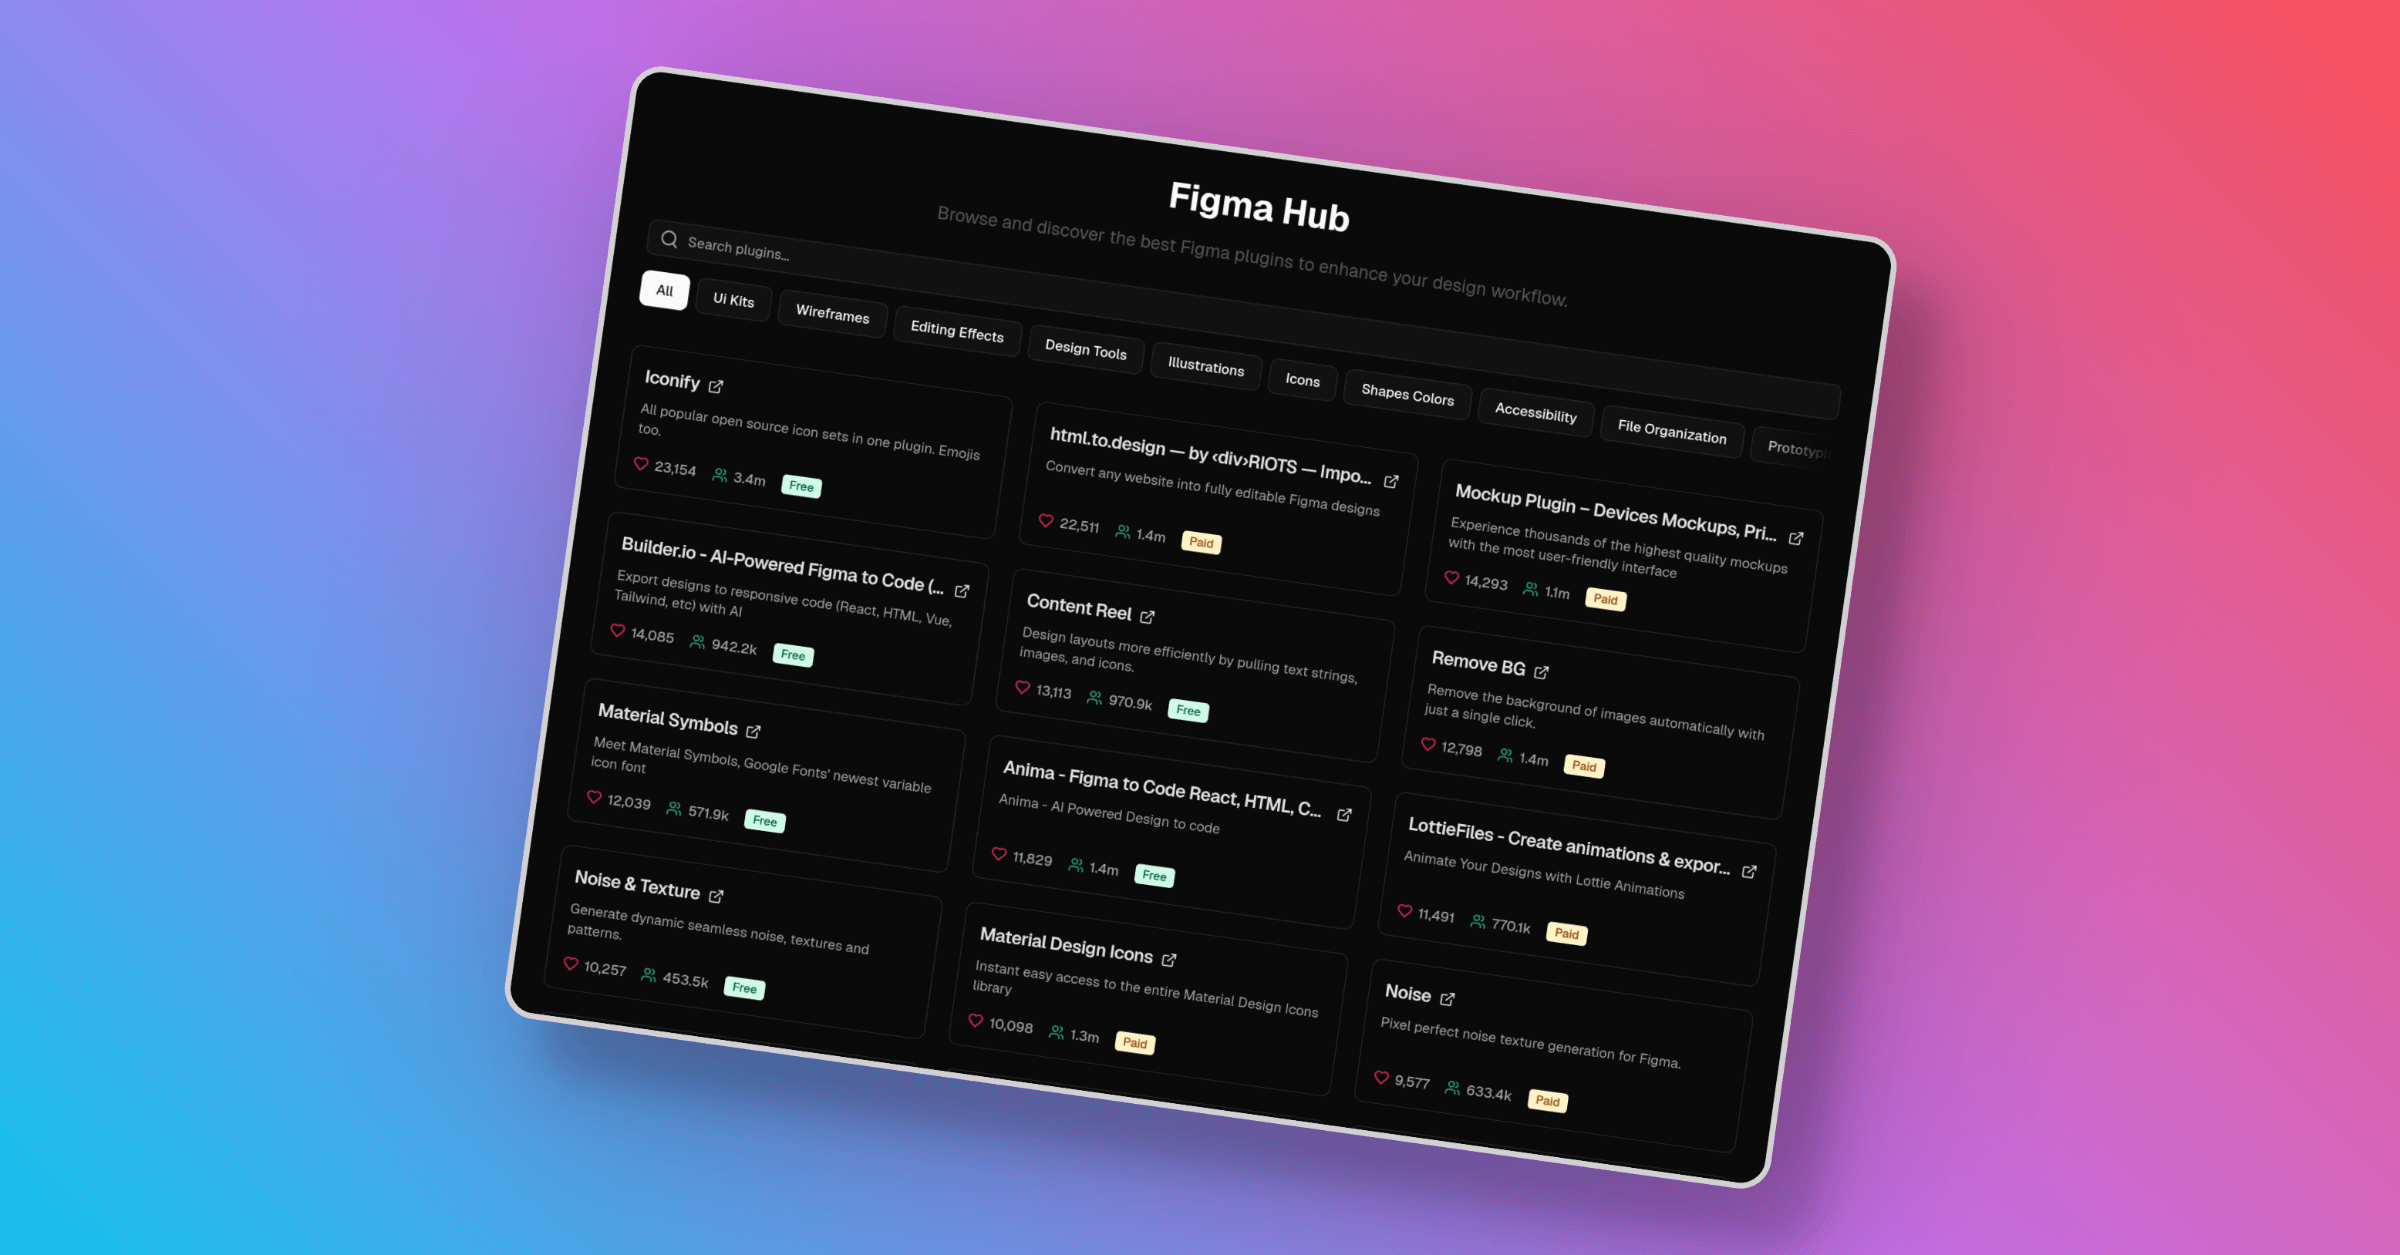 Figma Hub
Browse and discover the best Figma plugins to enhance your design workflow.
Search plugins...
All
Ui Kits
Wireframes
Editing Effects
Design Tools
Illustrations
Icons
Shapes Colors
Accessibility
File Organization
Prototypi
Iconify
All popular open source icon sets in one plugin. Emojis
too.
23,154
3.4m
Free
html.to.design — by ‹div›RIOTS — Impo...
Convert any website into fully editable Figma designs
22,511
1.4m
Paid
Mockup Plugin – Devices Mockups, Pri...
Experience thousands of the highest quality mockups
with the most user-friendly interface
14,293
1.1m
Paid
Builder.io - AI-Powered Figma to Code (...
Export designs to responsive code (React, HTML, Vue,
Tailwind, etc) with AI
14,085
942.2k
Free
Content Reel
Design layouts more efficiently by pulling text strings,
images, and icons.
13,113
970.9k
Free
Remove BG
Remove the background of images automatically with
just a single click.
12,798
1.4m
Paid
Material Symbols
Meet Material Symbols, Google Fonts' newest variable
icon font
12,039
571.9k
Free
Anima - Figma to Code React, HTML, C...
Anima - AI Powered Design to code
11,829
1.4m
Free
LottieFiles - Create animations & expor...
Animate Your Designs with Lottie Animations
11,491
770.1k
Paid
Noise & Texture
Generate dynamic seamless noise, textures and
patterns.
10,257
453.5k
Free
Material Design Icons
Instant easy access to the entire Material Design Icons
library
10,098
1.3m
Paid
Noise
Pixel perfect noise texture generation for Figma.
9,577
633.4k
Paid